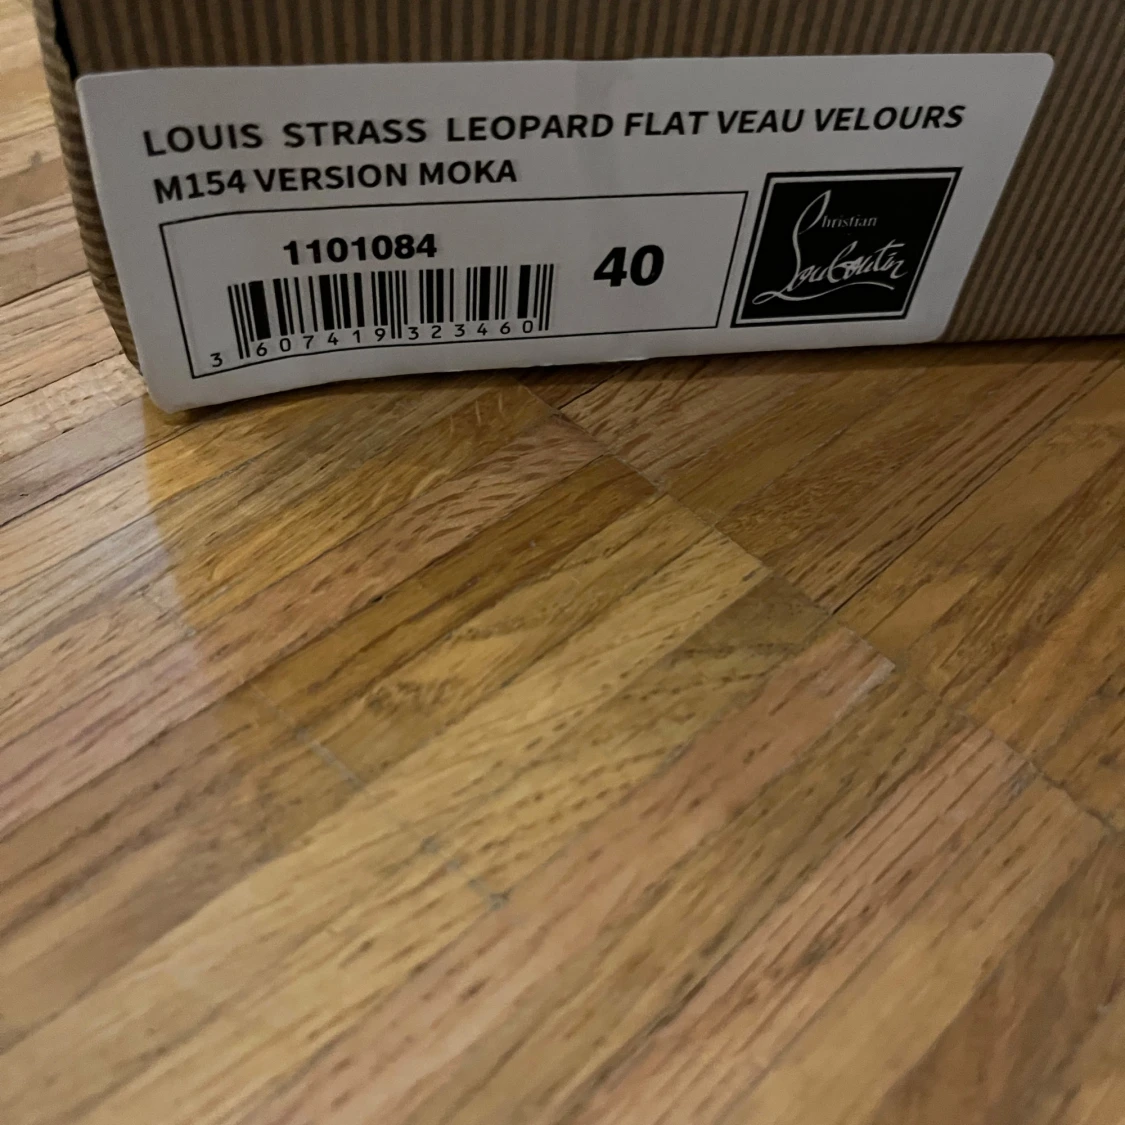 LOUIS STRASS LEOPARD FLAT VEAU VELOURS
M154 VERSION MOKA
1101084
40
3 607419 323460
Christian
Louboutin